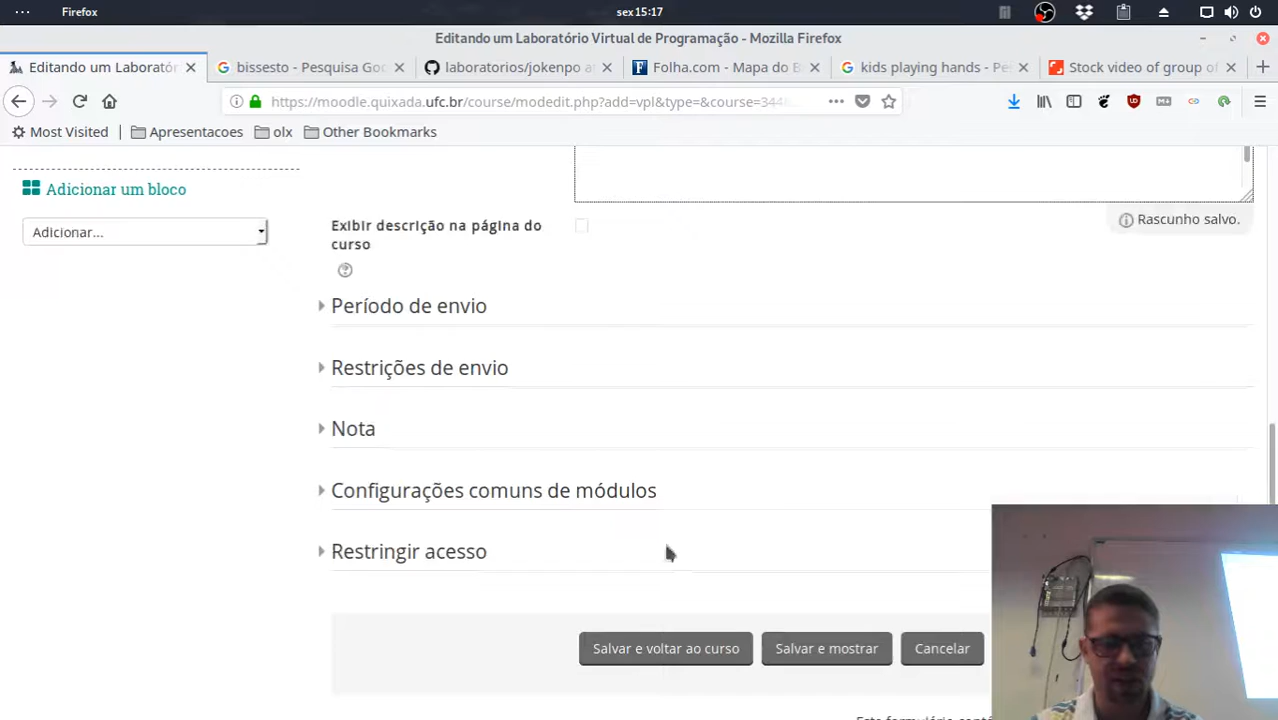 Firefox
sex 15:17
Editando um Laboratório Virtual de Programação - Mozilla Firefox
Editando um Laboratór
bissesto - Pesquisa Goo
laboratorios/jokenpo at
Folha.com - Mapa do B
kids playing hands - Pe
Stock video of group of
https://moodle.quixada.ufc.br/course/modedit.php?add=vpl&type=&course=344
Most Visited
Apresentacoes
olx
Other Bookmarks
Adicionar um bloco
Adicionar...
Exibir descrição na página do
curso
Rascunho salvo.
Período de envio
Restrições de envio
Nota
Configurações comuns de módulos
Restringir acesso
Salvar e voltar ao curso
Salvar e mostrar
Cancelar